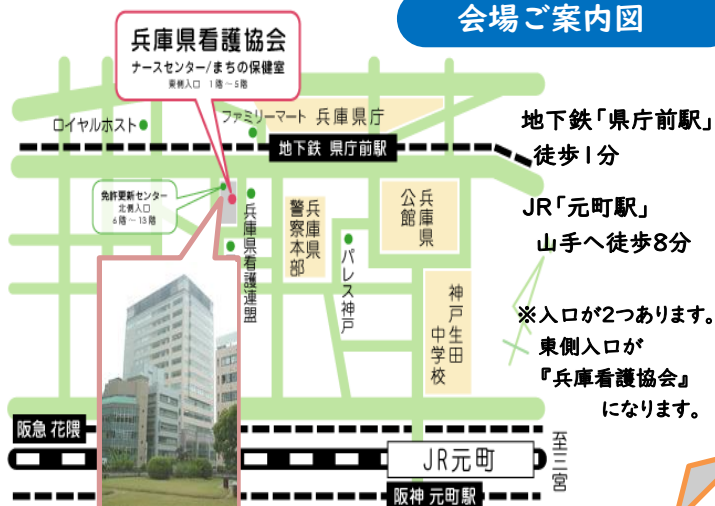 会場ご案内図
兵庫県看護協会
ナースセンター/まちの保健室
東側入口 1階~5階
ロイヤルホスト
ファミリーマート
兵庫県庁
地下鉄 県庁前駅
免許更新センター
北側入口
6階~13階
兵庫県看護連盟
兵庫県
警察本部
パレス神戸
兵庫県
公館
神戸生田
中学校
阪急 花隈
JR元町
阪神 元町駅
至三宮
地下鉄「県庁前駅」
徒歩1分
JR「元町駅」
山手へ徒歩8分
※入口が2つあります。
東側入口が
『兵庫看護協会』
になります。